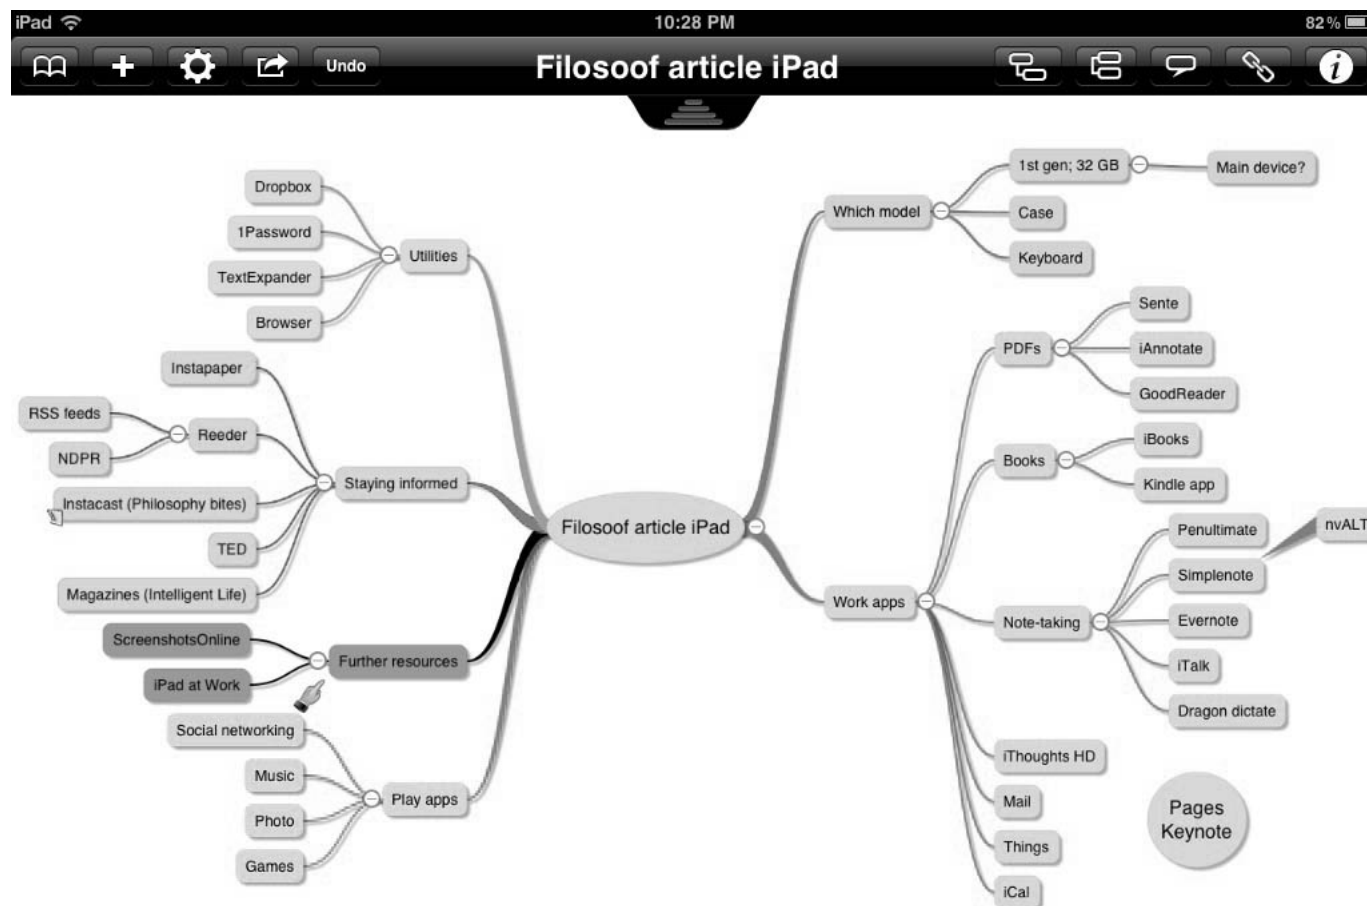 iPad
10:28 PM
82%
Undo
Filosoof article iPad
Filosoof article iPad
Which model
1st gen; 32 GB
Main device?
Case
Keyboard
Work apps
PDFs
Sente
iAnnotate
GoodReader
Books
iBooks
Kindle app
Note-taking
Penultimate
Simplenote
nvALT
Evernote
iTalk
Dragon dictate
iThoughts HD
Mail
Things
iCal
Pages
Keynote
Utilities
Dropbox
1Password
TextExpander
Browser
Staying informed
Instapaper
Reeder
RSS feeds
NDPR
Instacast (Philosophy bites)
TED
Magazines (Intelligent Life)
Further resources
ScreenshotsOnline
iPad at Work
Play apps
Social networking
Music
Photo
Games